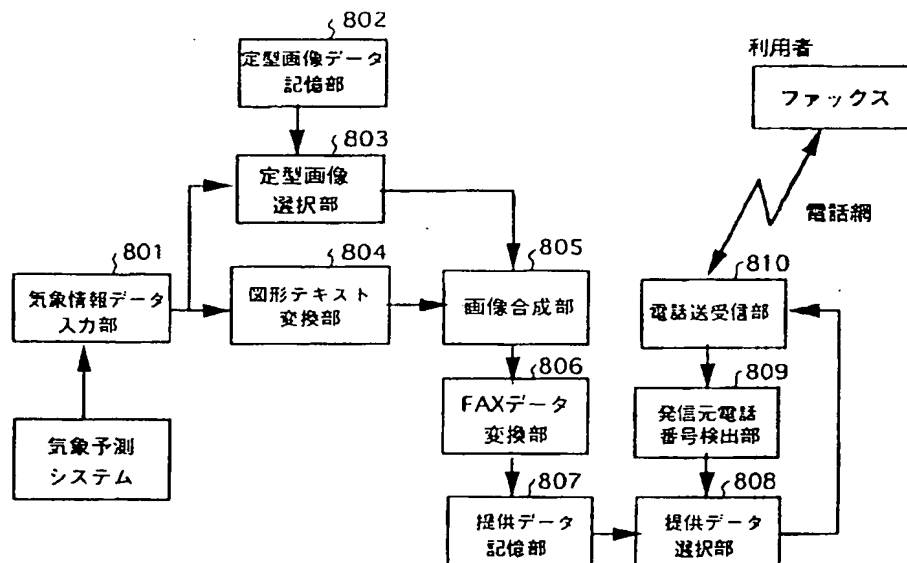 802
定型画像データ
記憶部
利用者
ファックス
803
定型画像
選択部
電話網
801
気象情報データ
入力部
804
図形テキスト
変換部
805
画像合成部
810
電話送受信部
806
FAXデータ
変換部
809
発信元電話
番号検出部
気象予測
システム
807
提供データ
記憶部
808
提供データ
選択部